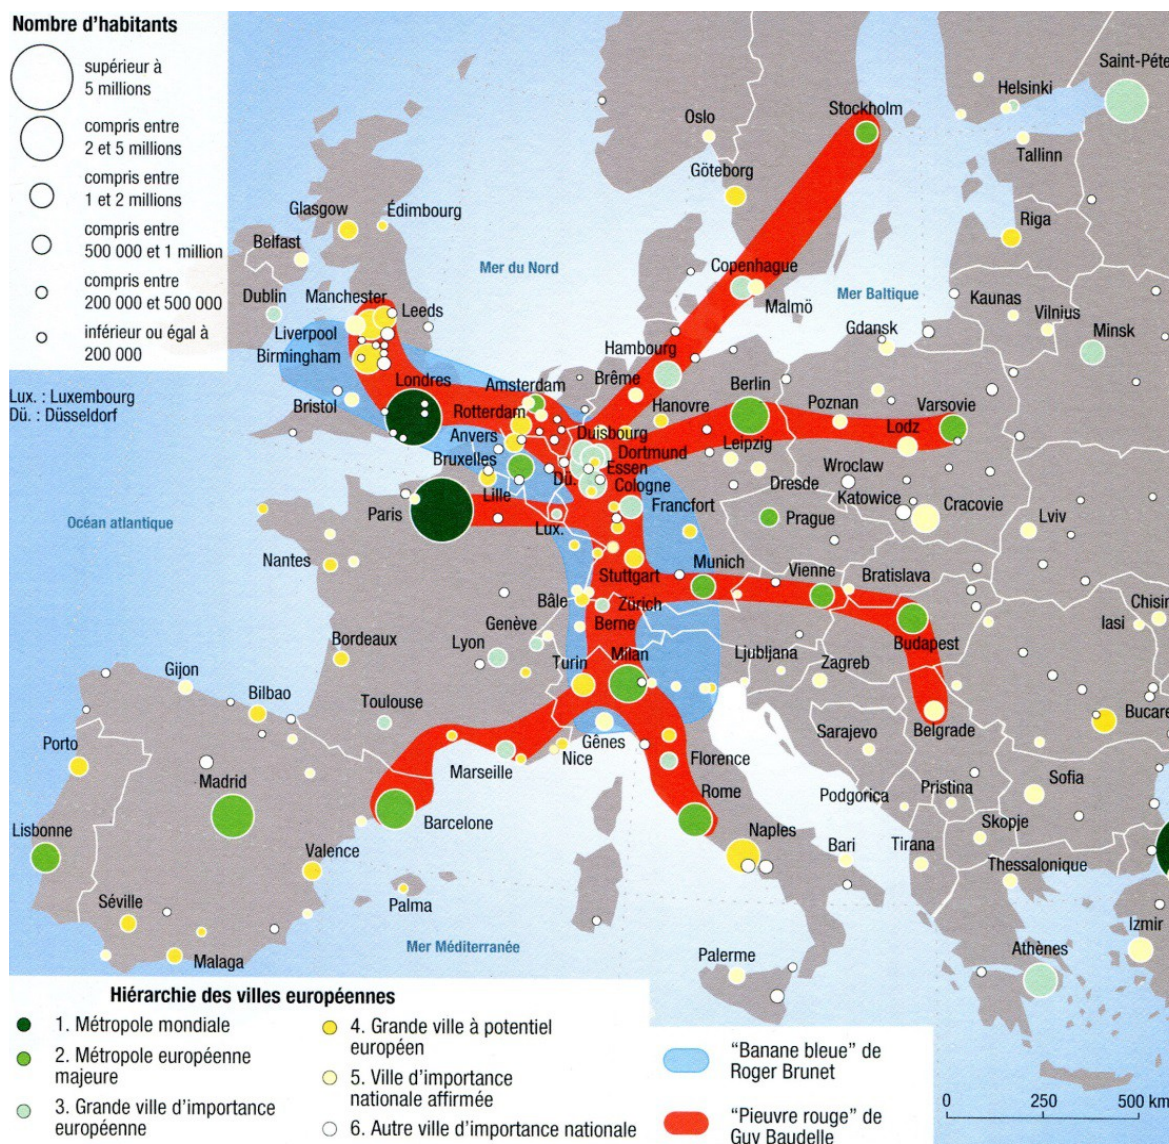 Nombre d'habitants
supérieur à
5 millions
compris entre
2 et 5 millions
compris entre
1 et 2 millions
compris entre
500 000 et 1 million
compris entre
200 000 et 500 000
inférieur ou égal à
200 000
Lux. : Luxembourg
Dü. : Düsseldorf
Saint-Péte
Helsinki
Stockholm
Oslo
Tallinn
Göteborg
Glasgow
Édimbourg
Riga
Belfast
Mer du Nord
Copenhague
Mer Baltique
Malmö
Dublin
Manchester
Leeds
Kaunas
Vilnius
Minsk
Liverpool
Gdansk
Birmingham
Hambourg
Londres
Amsterdam
Brême
Berlin
Bristol
Rotterdam
Hanovre
Poznan
Varsovie
Anvers
Duisbourg
Leipzig
Lodz
Bruxelles
Dortmund
Essen
Dü.
Wroclaw
Dresde
Lille
Cologne
Francfort
Katowice
Cracovie
Océan atlantique
Paris
Lux.
Prague
Lviv
Nantes
Munich
Vienne
Bratislava
Stuttgart
Bâle
Zürich
Chisin
Berne
Iasi
Genève
Bordeaux
Lyon
Budapest
Turin
Milan
Ljubljana
Zagreb
Gijon
Bilbao
Toulouse
Bucare
Belgrade
Porto
Gênes
Sarajevo
Marseille
Nice
Florence
Madrid
Sofia
Pristina
Podgorica
Rome
Barcelone
Lisbonne
Naples
Skopje
Valence
Bari
Tirana
Thessalonique
Séville
Palma
Izmir
Mer Méditerranée
Palerme
Athènes
Malaga
Hiérarchie des villes européennes
1. Métropole mondiale
2. Métropole européenne
majeure
3. Grande ville d'importance
européenne
4. Grande ville à potentiel
européen
5. Ville d'importance
nationale affirmée
6. Autre ville d'importance nationale
"Banane bleue" de
Roger Brunet
"Pieuvre rouge" de
Guy Baudelle
0 250 500 km